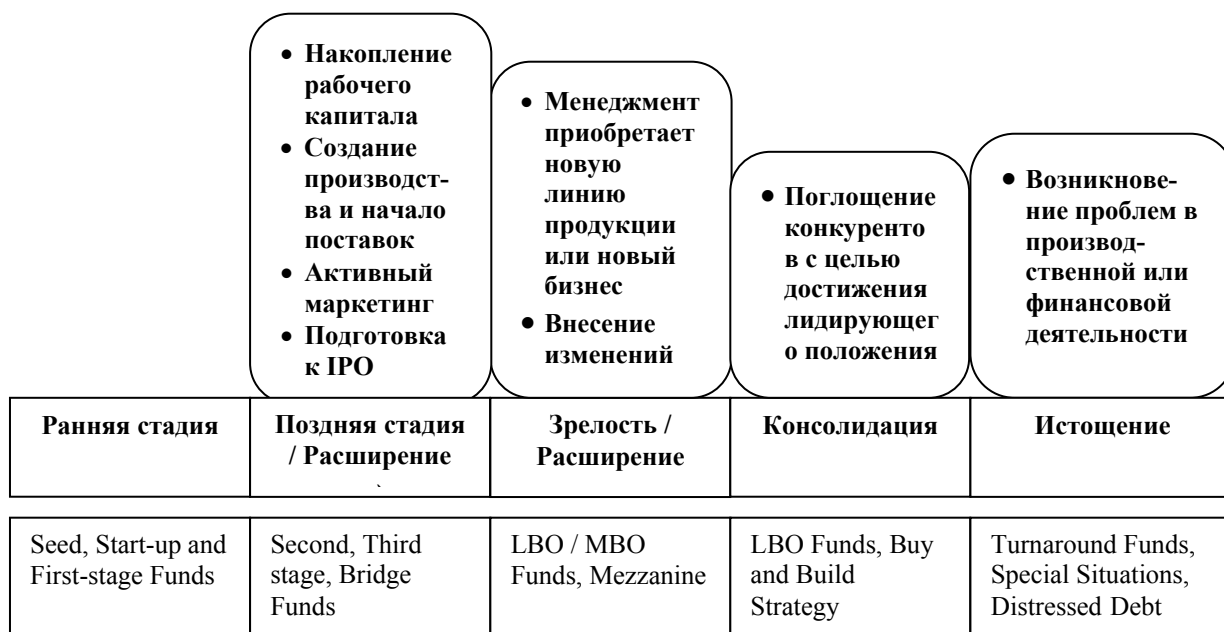 • Накопление
рабочего
капитала
• Создание
производст-
ва и начало
поставок
• Активный
маркетинг
• Подготовка
к IPO
• Менеджмент
приобретает
новую
линию
продукции
или новый
бизнес
• Внесение
изменений
• Поглощение
конкуренто
в с целью
достижения
лидирующег
о положения
• Возникнове-
ние проблем в
производ-
ственной или
финансовой
деятельности
Ранняя стадия
Поздняя стадия
/ Расширение
Зрелость /
Расширение
Консолидация
Истощение
Seed, Start-up and
First-stage Funds
Second, Third
stage, Bridge
Funds
LBO / MBO
Funds, Mezzanine
LBO Funds, Buy
and Build
Strategy
Turnaround Funds,
Special Situations,
Distressed Debt